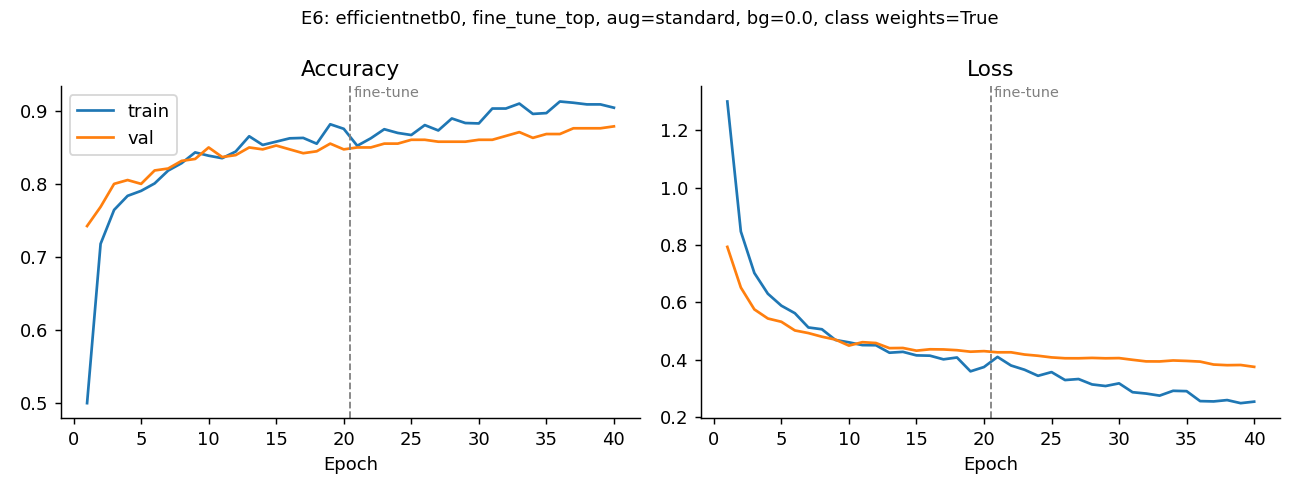 E6: efficientnetb0, fine_tune_top, aug=standard, bg=0.0, class weights=True
Accuracy
fine-tune
train
val
0.9
0.8
0.7
0.6
0.5
0 5 10 15 20 25 30 35 40
Epoch
Loss
fine-tune
1.2
1.0
0.8
0.6
0.4
0.2
0 5 10 15 20 25 30 35 40
Epoch